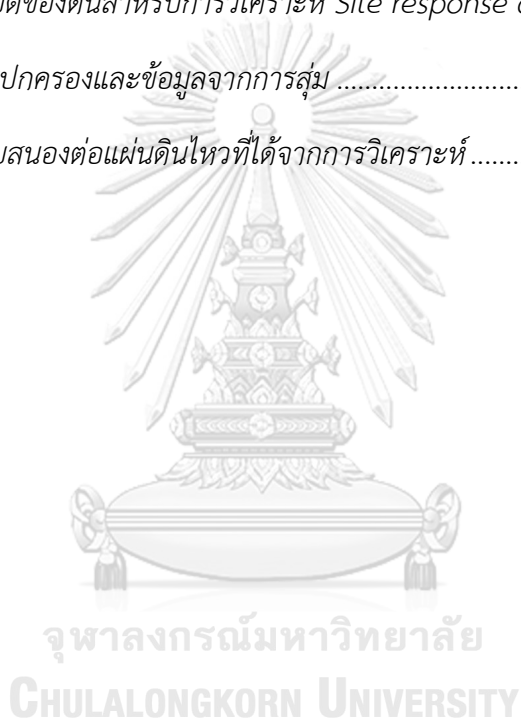 ของดินสำหรับการวิเคราะห์ Site response
ปกครองและข้อมูลจากการสุ่ม ........................
สนองต่อแผ่นดินไหวที่ได้จากการวิเคราะห์ .......
จุฬาลงกรณ์มหาวิทยาลัย
CHULALONGKORN UNIVERSITY